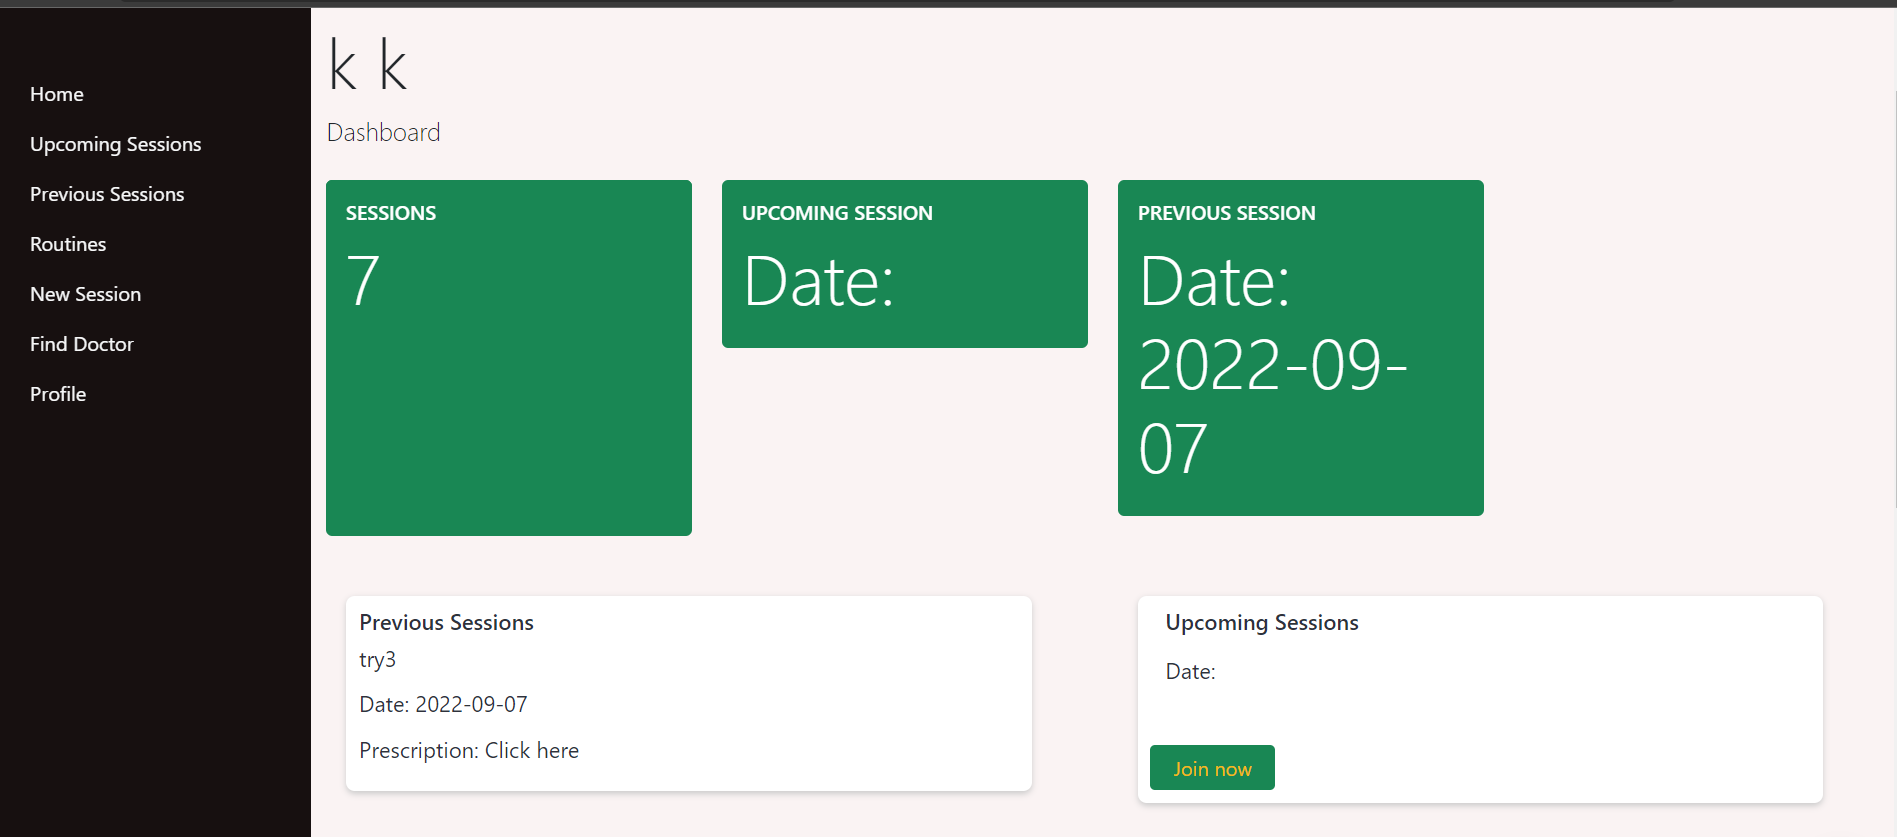 Home
Upcoming Sessions
Previous Sessions
Routines
New Session
Find Doctor
Profile
k k
Dashboard
SESSIONS
7
UPCOMING SESSION
Date:
PREVIOUS SESSION
Date:
2022-09-
07
Previous Sessions
try3
Date: 2022-09-07
Prescription: Click here
Upcoming Sessions
Date:
Join now